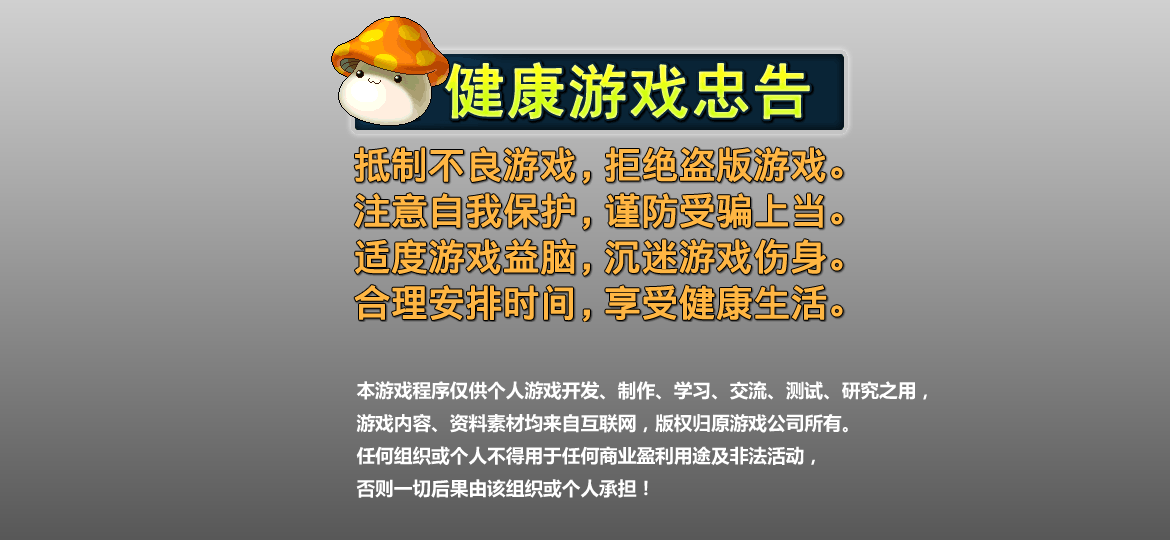 健康游戏忠告
抵制不良游戏，拒绝盗版游戏。
注意自我保护，谨防受骗上当。
适度游戏益脑，沉迷游戏伤身。
合理安排时间，享受健康生活。
本游戏程序仅供个人游戏开发、制作、学习、交流、测试、研究之用，
游戏内容、资料素材均来自互联网，版权归原游戏公司所有。
任何组织或个人不得用于任何商业盈利用途及非法活动，
否则一切后果由该组织或个人承担！